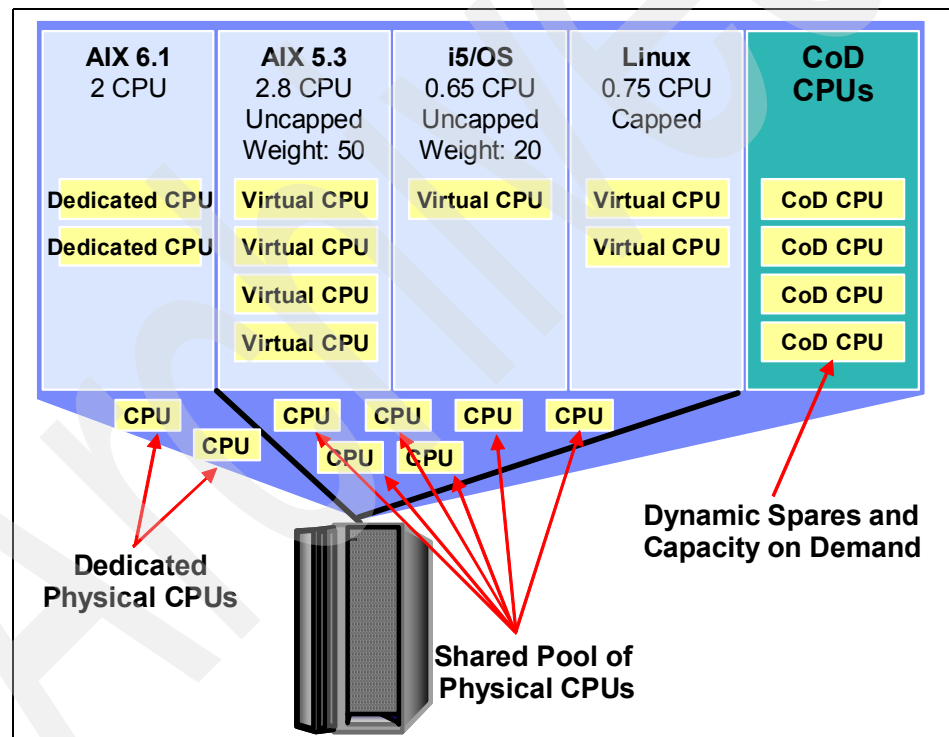 AIX 6.1
2 CPU
AIX 5.3
2.8 CPU
Uncapped
Weight: 50
i5/OS
0.65 CPU
Uncapped
Weight: 20
Linux
0.75 CPU
Capped
CoD
CPUs
Dedicated CPU
Dedicated CPU
Virtual CPU
Virtual CPU
Virtual CPU
Virtual CPU
Virtual CPU
Virtual CPU
Virtual CPU
CoD CPU
CoD CPU
CoD CPU
CoD CPU
CPU
CPU
CPU
CPU
CPU
CPU
CPU
CPU
Dedicated
Physical CPUs
Dynamic Spares and
Capacity on Demand
Shared Pool of
Physical CPUs